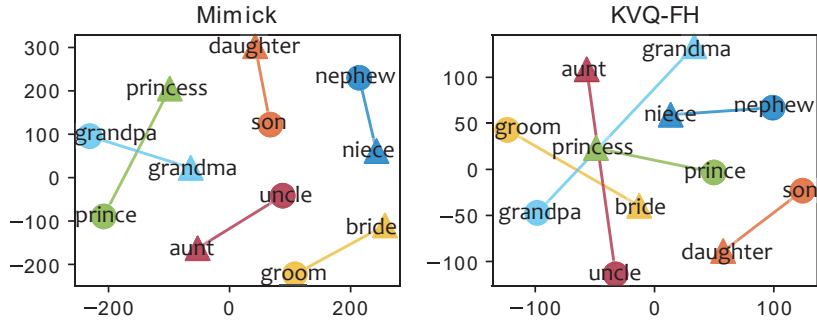 Mimick
300
200
100
0
−100
−200
−200
0
200
daughter
nephew
princess
son
grandpa
niece
grandma
uncle
prince
bride
aunt
groom
KVQ-FH
100
50
0
−50
−100
−100
0
100
grandma
aunt
nephew
niece
groom
princess
prince
son
bride
grandpa
daughter
uncle